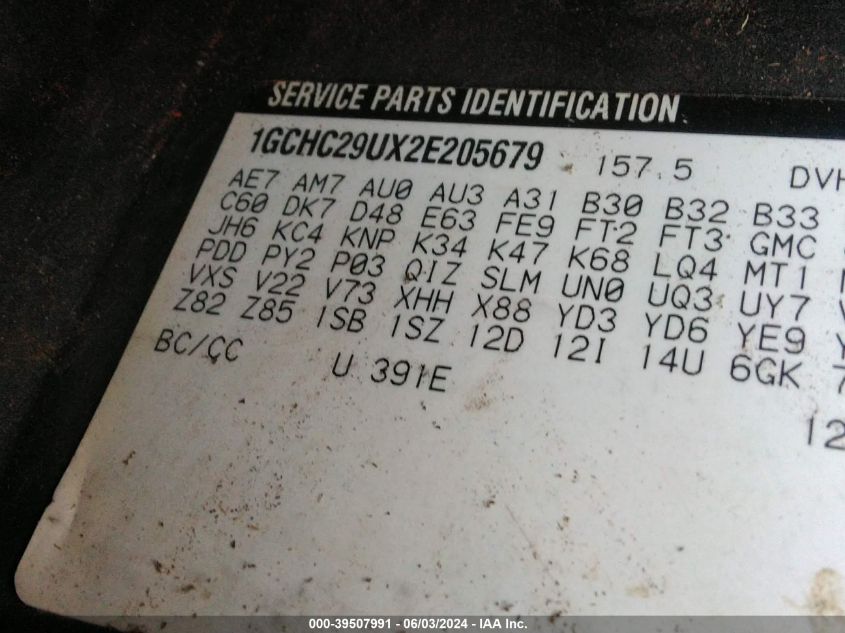 SERVICE PARTS IDENTIFICATION
1GCHC29UX2E205679 157.5 DVH
AE7 AM7 AU0 AU3 A31 B30 B32 B33
C60 DK7 D48 E63 FE9 FT2 FT3 GMC
JH6 KC4 KNP K34 K47 K68 LQ4 MT1
PDD PY2 P03 QIZ SLM UN0 UQ3 UY7
VXS V22 V73 XHH X88 YD3 YD6 YE9
Z82 Z85 1SB 1SZ 12D 12I 14U 6GK 7
BC/CC U 391E
12
000-39507991 - 06/03/2024 - IAA Inc.